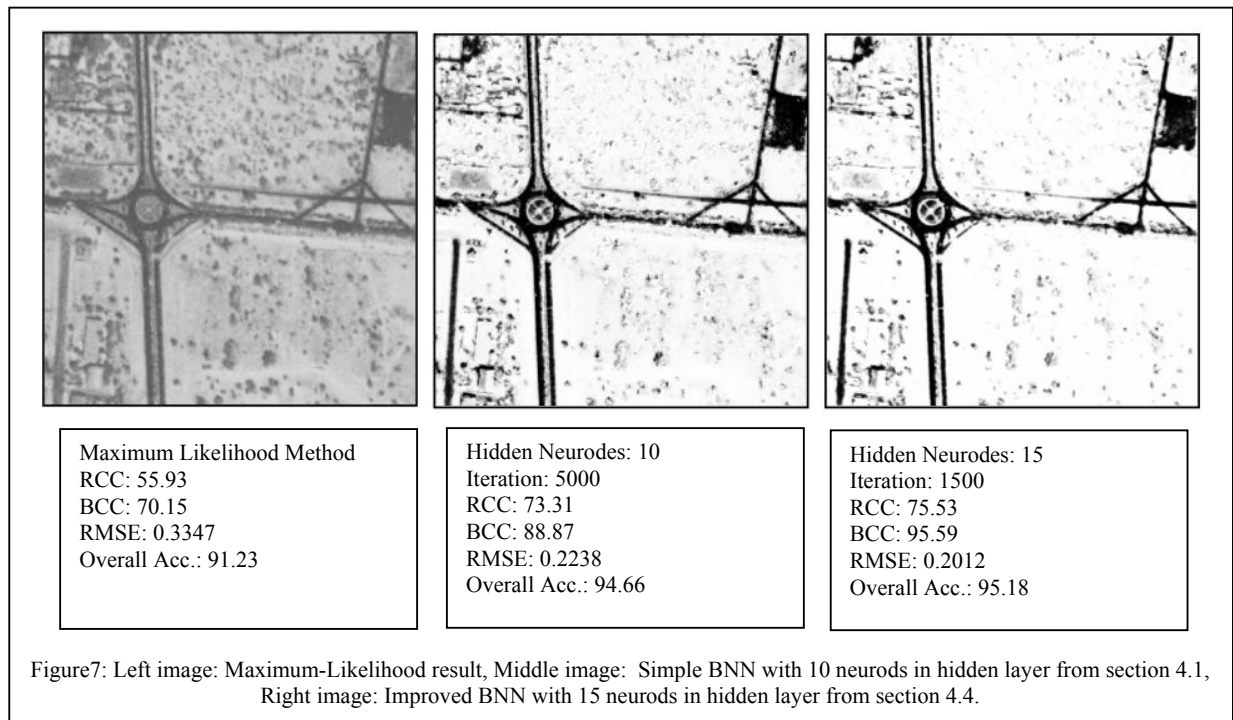 Maximum Likelihood Method
RCC: 55.93
BCC: 70.15
RMSE: 0.3347
Overall Acc.: 91.23
Hidden Neurodes: 10
Iteration: 5000
RCC: 73.31
BCC: 88.87
RMSE: 0.2238
Overall Acc.: 94.66
Hidden Neurodes: 15
Iteration: 1500
RCC: 75.53
BCC: 95.59
RMSE: 0.2012
Overall Acc.: 95.18
Figure7: Left image: Maximum-Likelihood result, Middle image: Simple BNN with 10 neurods in hidden layer from section 4.1,
Right image: Improved BNN with 15 neurods in hidden layer from section 4.4.